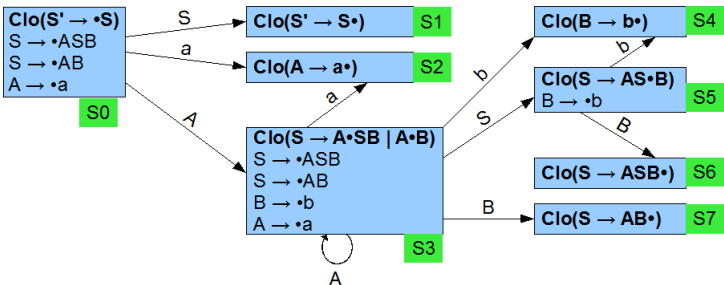 Clo(S' → •S)
S → •ASB
S → •AB
A → •a
S0
S
a
A
Clo(S' → S•)
S1
Clo(A → a•)
S2
a
Clo(S → A•SB | A•B)
S → •ASB
S → •AB
B → •b
A → •a
S3
A
b
S
B
Clo(B → b•)
S4
b
Clo(S → AS•B)
B → •b
S5
B
Clo(S → ASB•)
S6
Clo(S → AB•)
S7